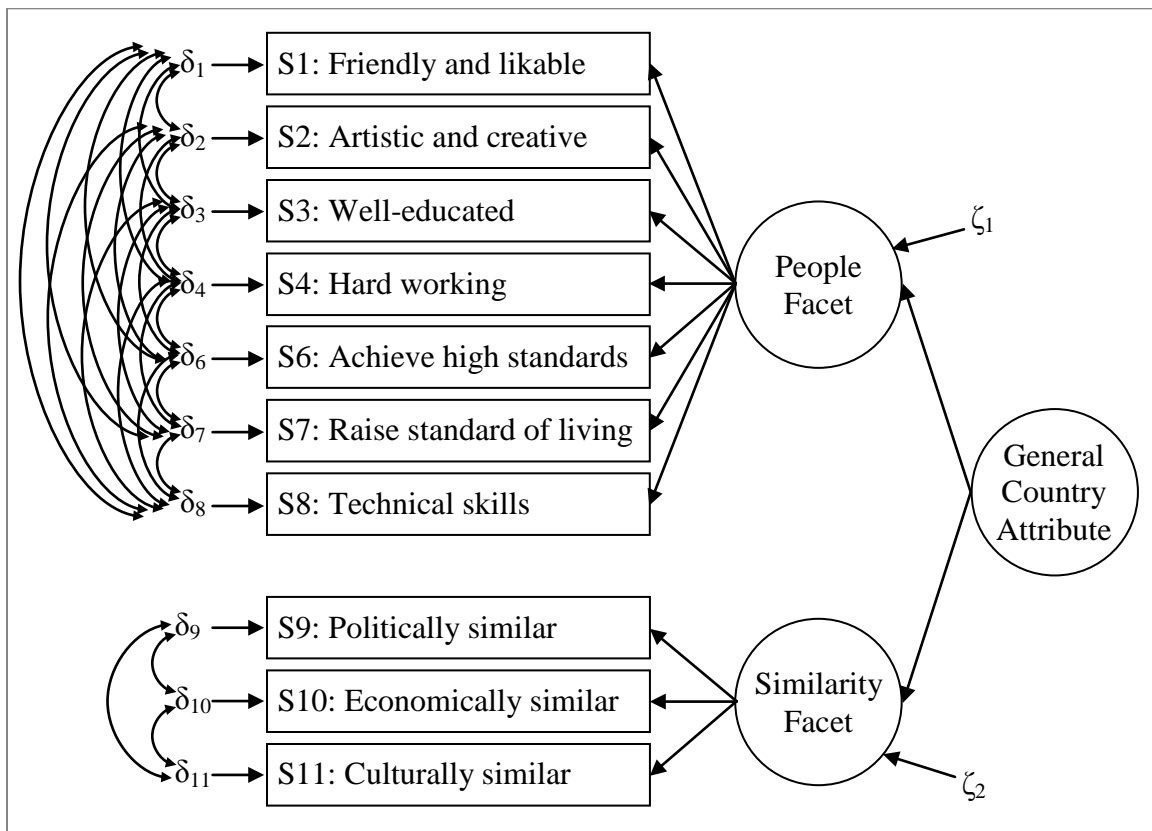 δ1 S1: Friendly and likable
δ2 S2: Artistic and creative
δ3 S3: Well-educated
δ4 S4: Hard working
δ6 S6: Achieve high standards
δ7 S7: Raise standard of living
δ8 S8: Technical skills
People
Facet
ζ1
General
Country
Attribute
δ9 S9: Politically similar
δ10 S10: Economically similar
δ11 S11: Culturally similar
Similarity
Facet
ζ2